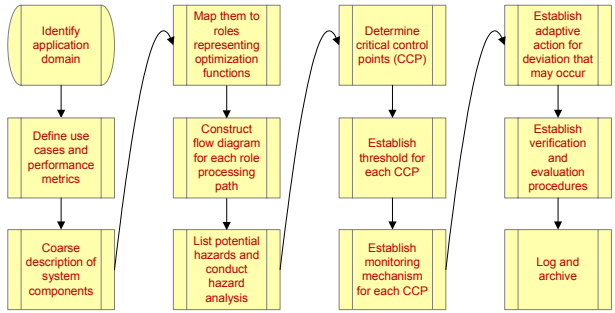 Identify
application
domain
Define use
cases and
performance
metrics
Coarse
description of
system
components
Map them to
roles
representing
optimization
functions
Construct
flow diagram
for each role
processing
path
List potential
hazards and
conduct
hazard
analysis
Determine
critical control
points (CCP)
Establish
threshold for
each CCP
Establish
monitoring
mechanism
for each CCP
Establish
adaptive
action for
deviation that
may occur
Establish
verification
and
evaluation
procedures
Log and
archive